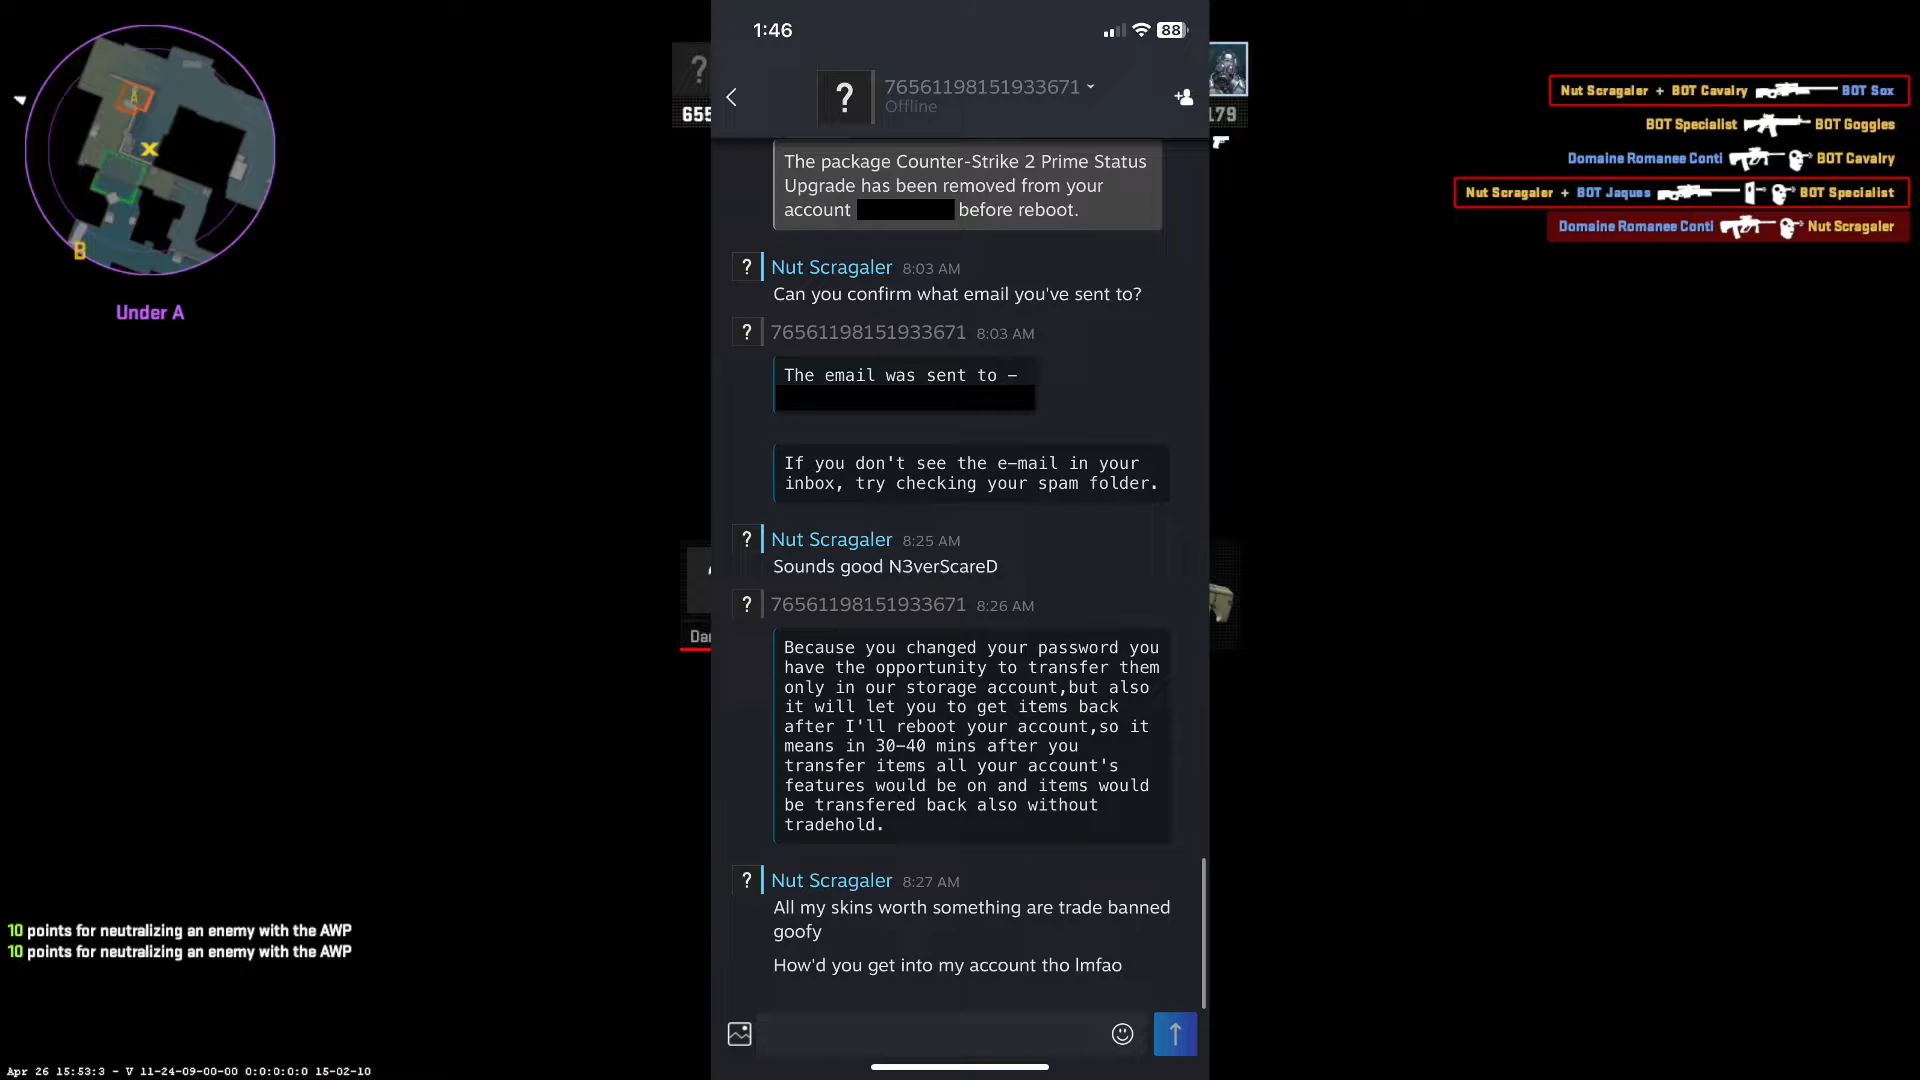 1:46
88
76561198151933671
Offline
655
179
The package Counter-Strike 2 Prime Status
Upgrade has been removed from your
account before reboot.
Nut Scragaler 8:03 AM
Can you confirm what email you've sent to?
76561198151933671 8:03 AM
The email was sent to –
If you don't see the e-mail in your
inbox, try checking your spam folder.
Nut Scragaler 8:25 AM
Sounds good N3verScareD
76561198151933671 8:26 AM
Because you changed your password you
have the opportunity to transfer them
only in our storage account,but also
it will let you to get items back
after I'll reboot your account,so it
means in 30–40 mins after you
transfer items all your account's
features would be on and items would
be transfered back also without
tradehold.
Nut Scragaler 8:27 AM
All my skins worth something are trade banned
goofy
How'd you get into my account tho lmfao
A
B
Under A
Nut Scragaler + BOT Cavalry BOT Sox
BOT Specialist BOT Goggles
Domaine Romanee Conti BOT Cavalry
Nut Scragaler + BOT Jaques BOT Specialist
Domaine Romanee Conti Nut Scragaler
10 points for neutralizing an enemy with the AWP
10 points for neutralizing an enemy with the AWP
Apr 26 15:53:3 - V 11-24-09-00-00 0:0:0:0:0 15-02-10